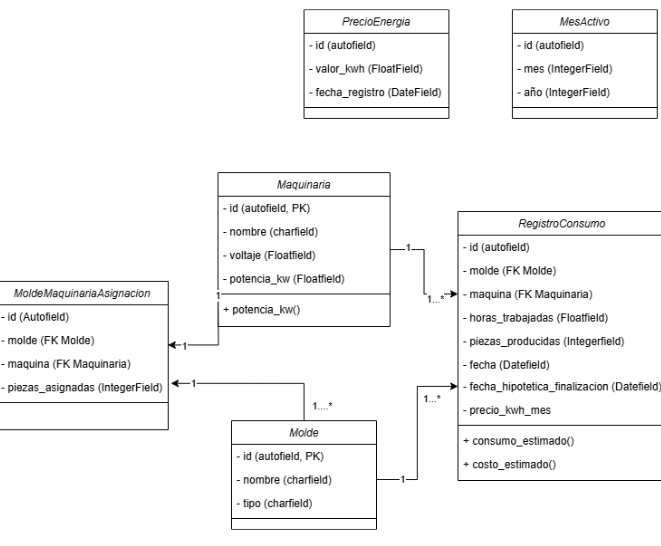 PrecioEnergia
- id (autofield)
- valor_kwh (FloatField)
- fecha_registro (DateField)
MesActivo
- id (autofield)
- mes (IntegerField)
- año (IntegerField)
Maquinaria
- id (autofield, PK)
- nombre (charfield)
- voltaje (Floatfield)
- potencia_kw (Floatfield)
+ potencia_kw()
RegistroConsumo
- id (autofield)
- molde (FK Molde)
- maquina (FK Maquinaria)
- horas_trabajadas (Floatfield)
- piezas_producidas (Integerfield)
- fecha (Datefield)
- fecha_hipotetica_finalizacion (Datefield)
- precio_kwh_mes
+ consumo_estimado()
+ costo_estimado()
MoldeMaquinariaAsignacion
- id (Autofield)
- molde (FK Molde)
- maquina (FK Maquinaria)
- piezas_asignadas (IntegerField)
Molde
- id (autofield, PK)
- nombre (charfield)
- tipo (charfield)
1
1...*
1
1
1
1....*
1
1...*